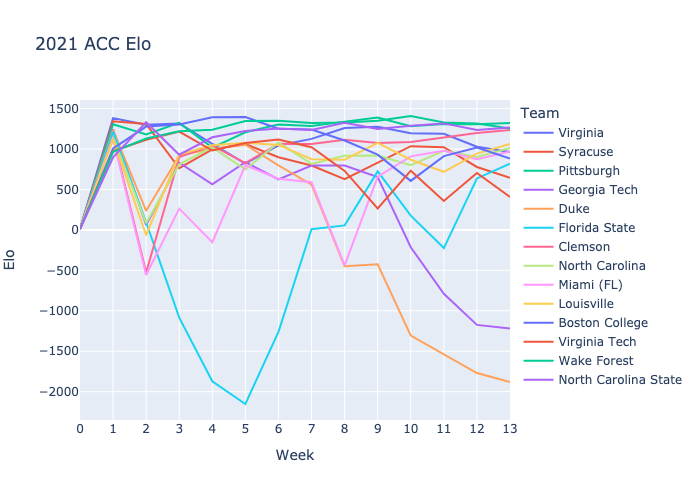 2021 ACC Elo
Elo
1500
1000
500
0
−500
−1000
−1500
−2000
0 1 2 3 4 5 6 7 8 9 10 11 12 13
Week
Team
Virginia
Syracuse
Pittsburgh
Georgia Tech
Duke
Florida State
Clemson
North Carolina
Miami (FL)
Louisville
Boston College
Virginia Tech
Wake Forest
North Carolina State